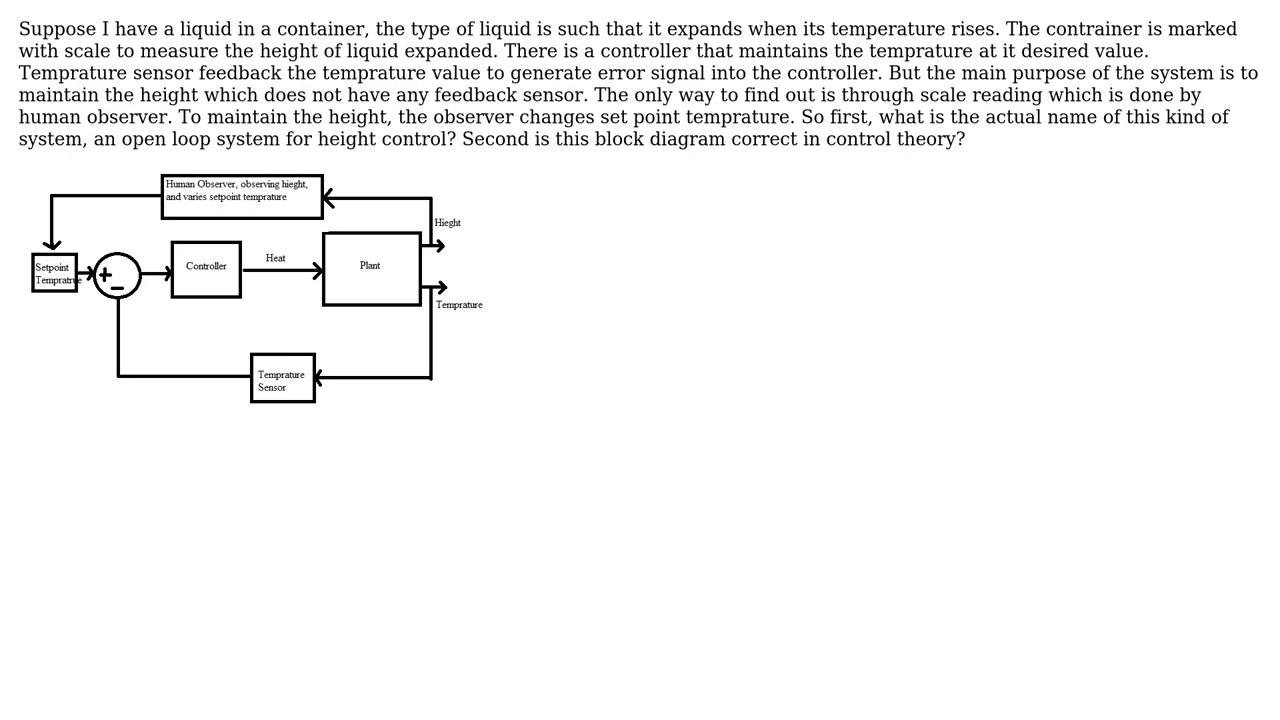 Suppose I have a liquid in a container, the type of liquid is such that it expands when its temperature rises. The contrainer is marked
with scale to measure the height of liquid expanded. There is a controller that maintains the temprature at it desired value.
Temprature sensor feedback the temprature value to generate error signal into the controller. But the main purpose of the system is to
maintain the height which does not have any feedback sensor. The only way to find out is through scale reading which is done by
human observer. To maintain the height, the observer changes set point temprature. So first, what is the actual name of this kind of
system, an open loop system for height control? Second is this block diagram correct in control theory?
Human Observer, observing hieght,
and varies setpoint temprature
Hieght
Setpoint
Temprature
+
−
Controller
Heat
Plant
Temprature
Temprature
Sensor